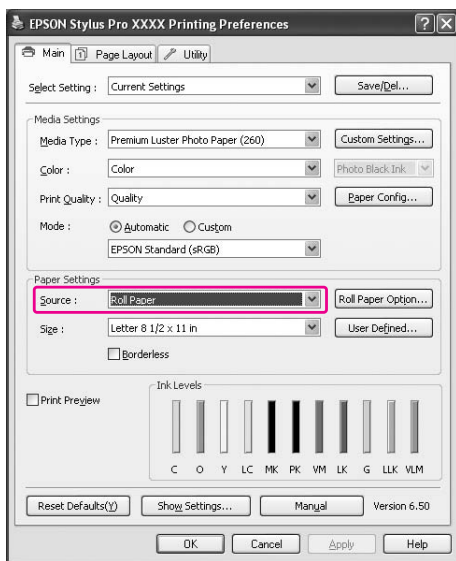 EPSON Stylus Pro XXXX Printing Preferences
Main Page Layout Utility
Select Setting : Current Settings Save/Del...
Media Settings
Media Type : Premium Luster Photo Paper (260) Custom Settings...
Color : Color Photo Black Ink
Print Quality : Quality Paper Config...
Mode : Automatic Custom
EPSON Standard (sRGB)
Paper Settings
Source : Roll Paper Roll Paper Option...
Size : Letter 8 1/2 x 11 in User Defined...
Borderless
Print Preview Ink Levels
C O Y LC MK PK VM LK G LLK VLM
Reset Defaults(Y) Show Settings... Manual Version 6.50
OK Cancel Apply Help